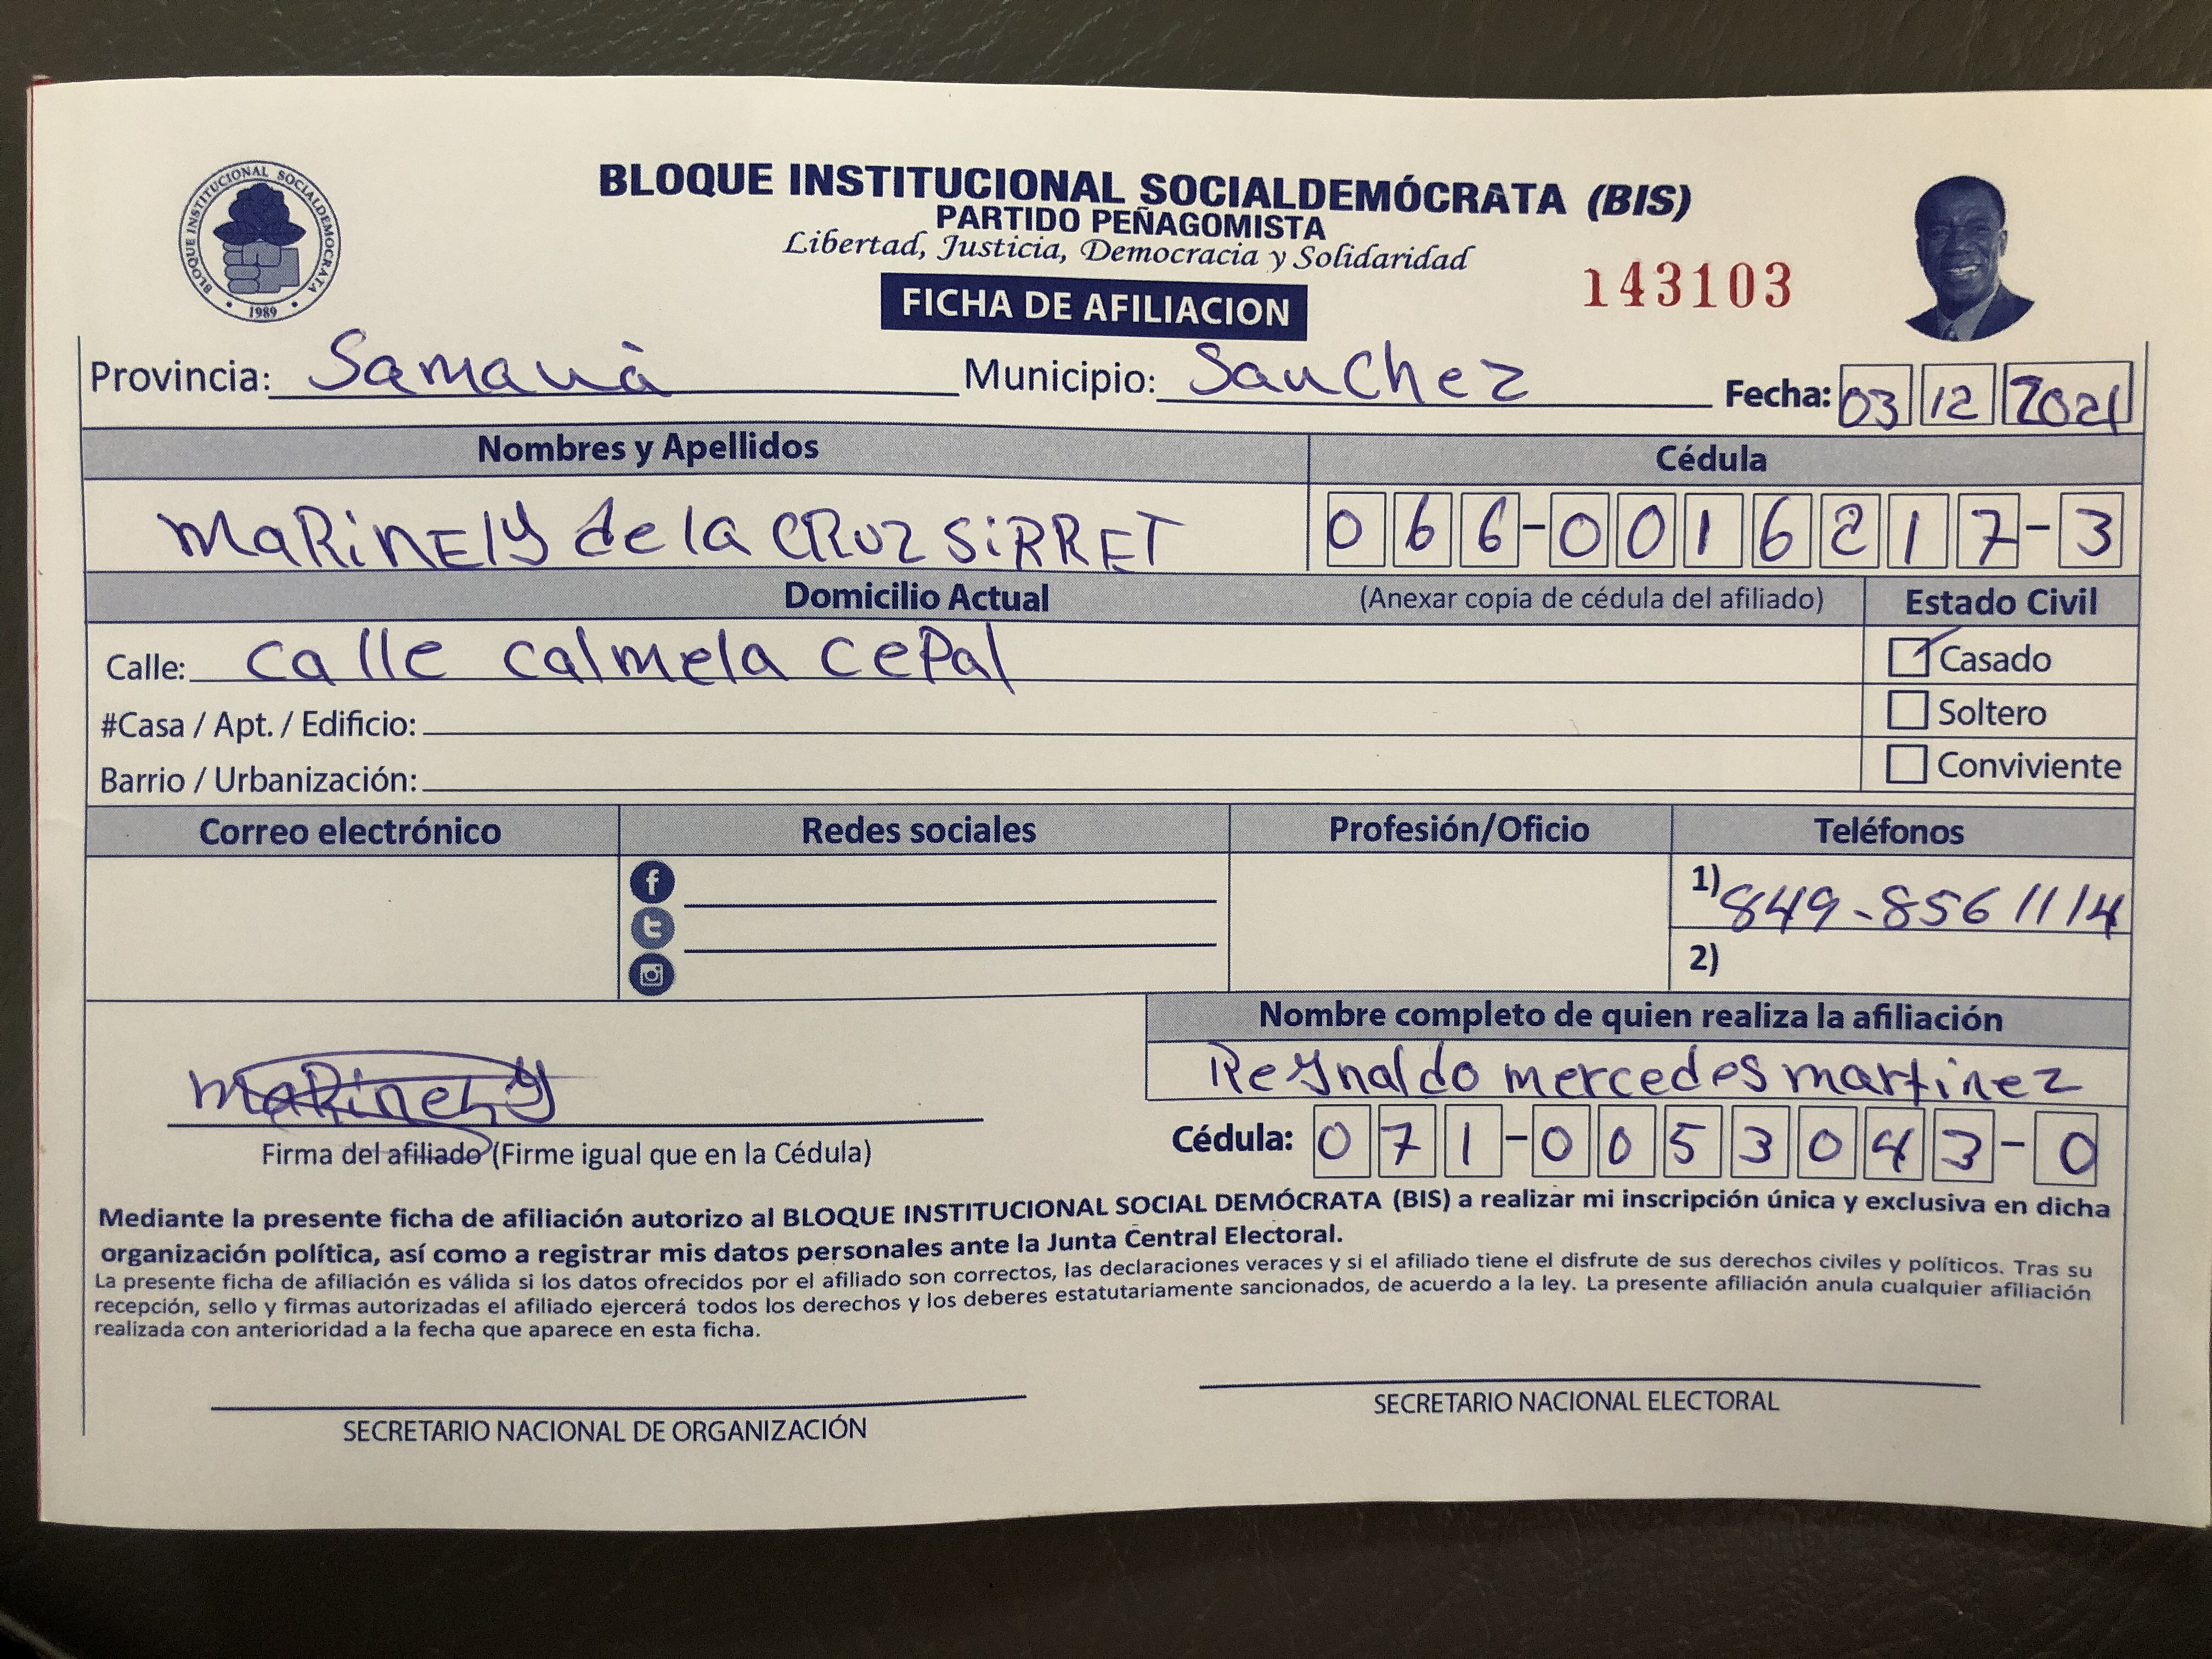 BLOQUE INSTITUCIONAL SOCIALDEMOCRATA
1989
BLOQUE INSTITUCIONAL SOCIALDEMÓCRATA (BIS)
PARTIDO PEÑAGOMISTA
Libertad, Justicia, Democracia y Solidaridad
FICHA DE AFILIACION
143103
Provincia: Samaná Municipio: Sanchez Fecha: 03 12 2021
Nombres y Apellidos Cédula
MaRinELY de la CRUZ SiRRET 066-0016217-3
Domicilio Actual (Anexar copia de cédula del afiliado) Estado Civil
Calle: calle calmela cePal Casado
#Casa / Apt. / Edificio: Soltero
Barrio / Urbanización: Conviviente
Correo electrónico Redes sociales Profesión/Oficio Teléfonos
1) 849-8561114
2)
Nombre completo de quien realiza la afiliación
Reynaldo mercedes martinez
MaRinely
Firma del afiliado (Firme igual que en la Cédula) Cédula: 071-0053043-0
Mediante la presente ficha de afiliación autorizo al BLOQUE INSTITUCIONAL SOCIAL DEMÓCRATA (BIS) a realizar mi inscripción única y exclusiva en dicha
organización política, así como a registrar mis datos personales ante la Junta Central Electoral.
La presente ficha de afiliación es válida si los datos ofrecidos por el afiliado son correctos, las declaraciones veraces y si el afiliado tiene el disfrute de sus derechos civiles y políticos. Tras su
recepción, sello y firmas autorizadas el afiliado ejercerá todos los derechos y los deberes estatutariamente sancionados, de acuerdo a la ley. La presente afiliación anula cualquier afiliación
realizada con anterioridad a la fecha que aparece en esta ficha.
SECRETARIO NACIONAL DE ORGANIZACIÓN SECRETARIO NACIONAL ELECTORAL